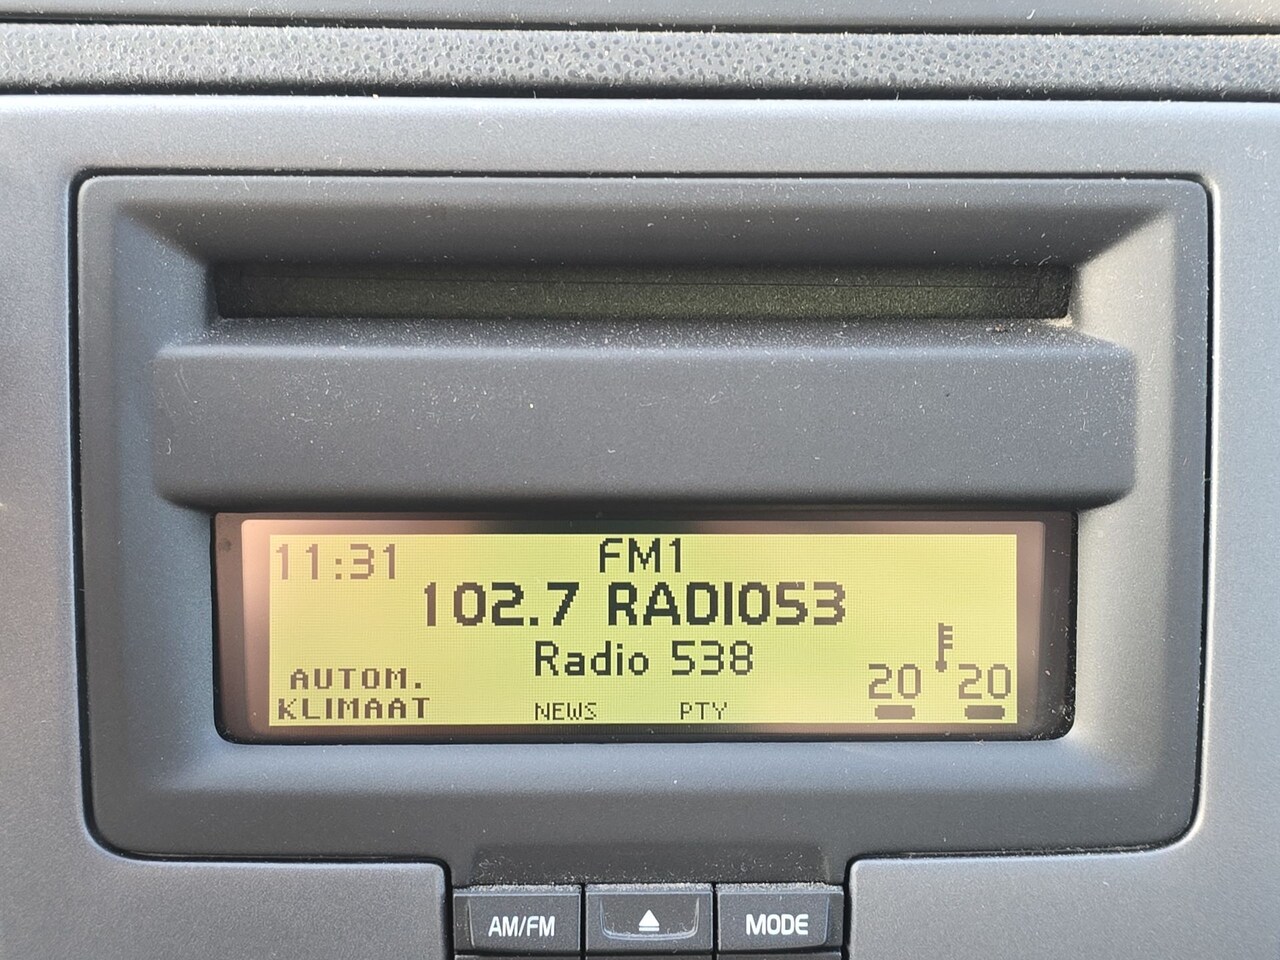 11:31 FM1
102.7 RADIO53
Radio 538
AUTOM.
KLIMAAT
20 20
NEWS PTY
AM/FM MODE